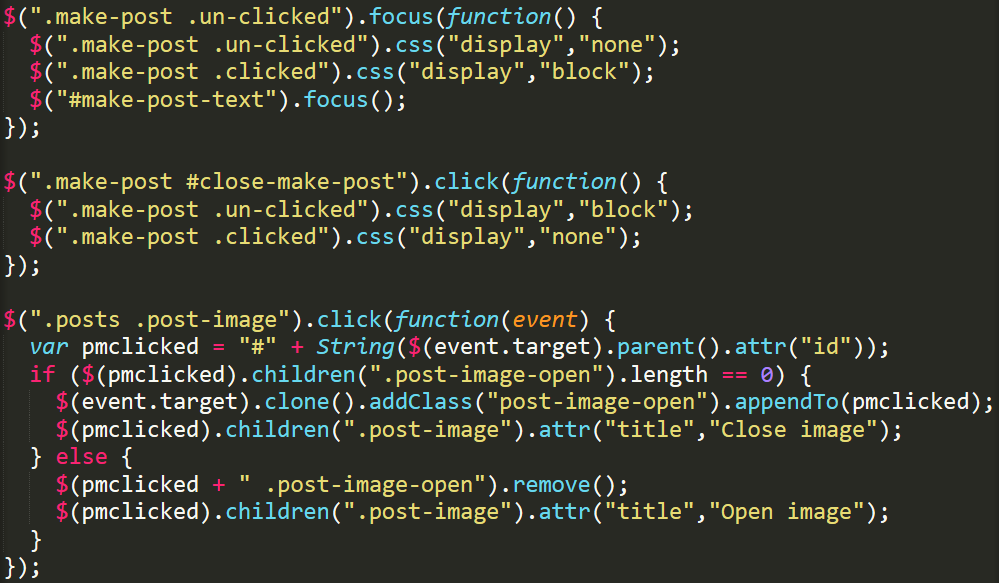 $(".make-post .un-clicked").focus(function() {
  $(".make-post .un-clicked").css("display","none");
  $(".make-post .clicked").css("display","block");
  $("#make-post-text").focus();
});

$(".make-post #close-make-post").click(function() {
  $(".make-post .un-clicked").css("display","block");
  $(".make-post .clicked").css("display","none");
});

$(".posts .post-image").click(function(event) {
  var pmclicked = "#" + String($(event.target).parent().attr("id"));
  if ($(pmclicked).children(".post-image-open").length == 0) {
    $(event.target).clone().addClass("post-image-open").appendTo(pmclicked);
    $(pmclicked).children(".post-image").attr("title","Close image");
  } else {
    $(pmclicked + " .post-image-open").remove();
    $(pmclicked).children(".post-image").attr("title","Open image");
  }
});